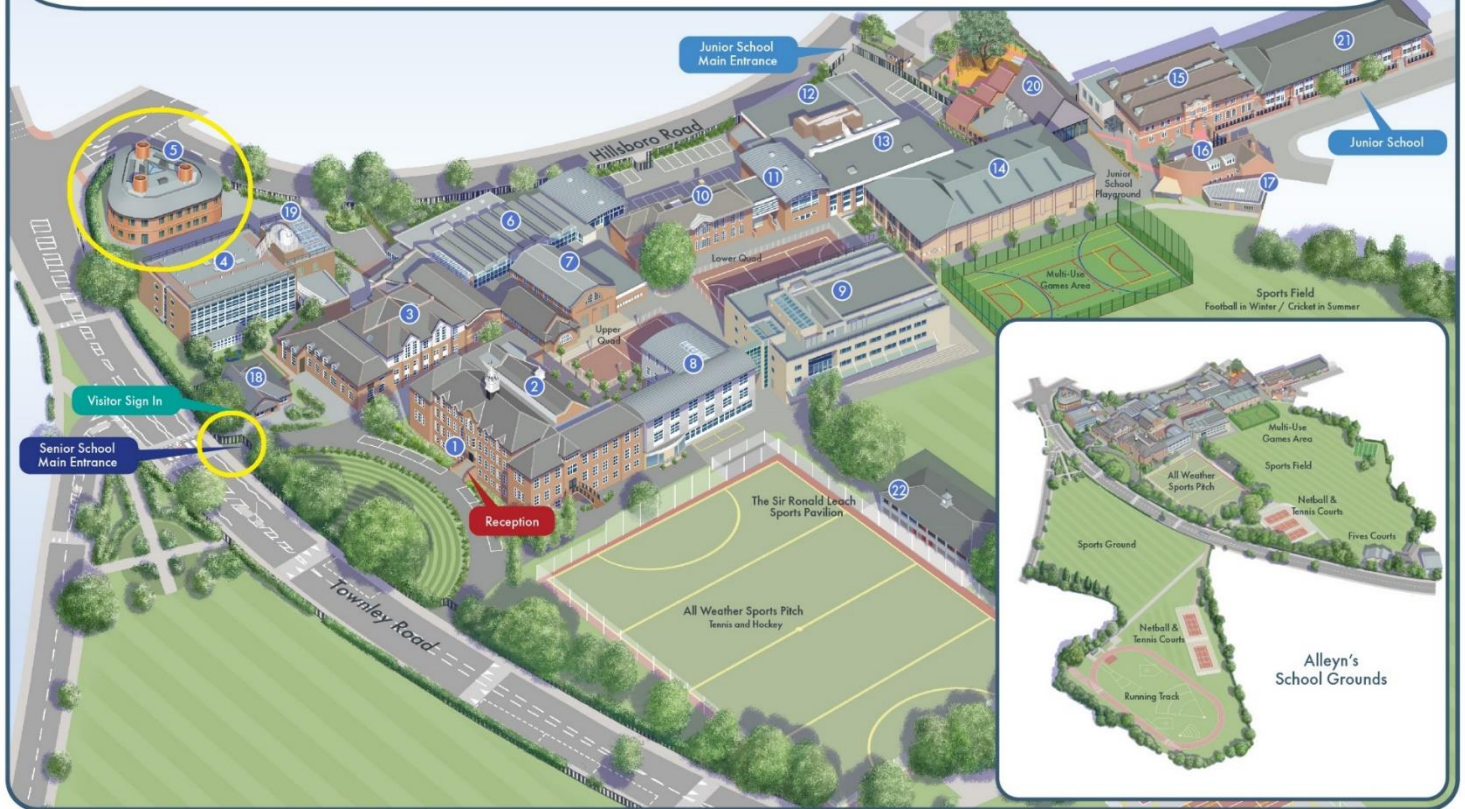 Junior School
Main Entrance
Hillsboro Road
Junior School
Junior
School
Playground
Lower Quad
Upper
Quad
Multi-Use
Games Area
Sports Field
Football in Winter / Cricket in Summer
Visitor Sign In
Senior School
Main Entrance
Reception
Townley Road
The Sir Ronald Leach
Sports Pavilion
All Weather Sports Pitch
Tennis and Hockey
1
2
3
4
5
6
7
8
9
10
11
12
13
14
15
16
17
18
19
20
21
22
Multi-Use
Games Area
Sports Field
All Weather
Sports Pitch
Netball &
Tennis Courts
Fives Courts
Sports Ground
Netball &
Tennis Courts
Running Track
Alleyn's
School Grounds